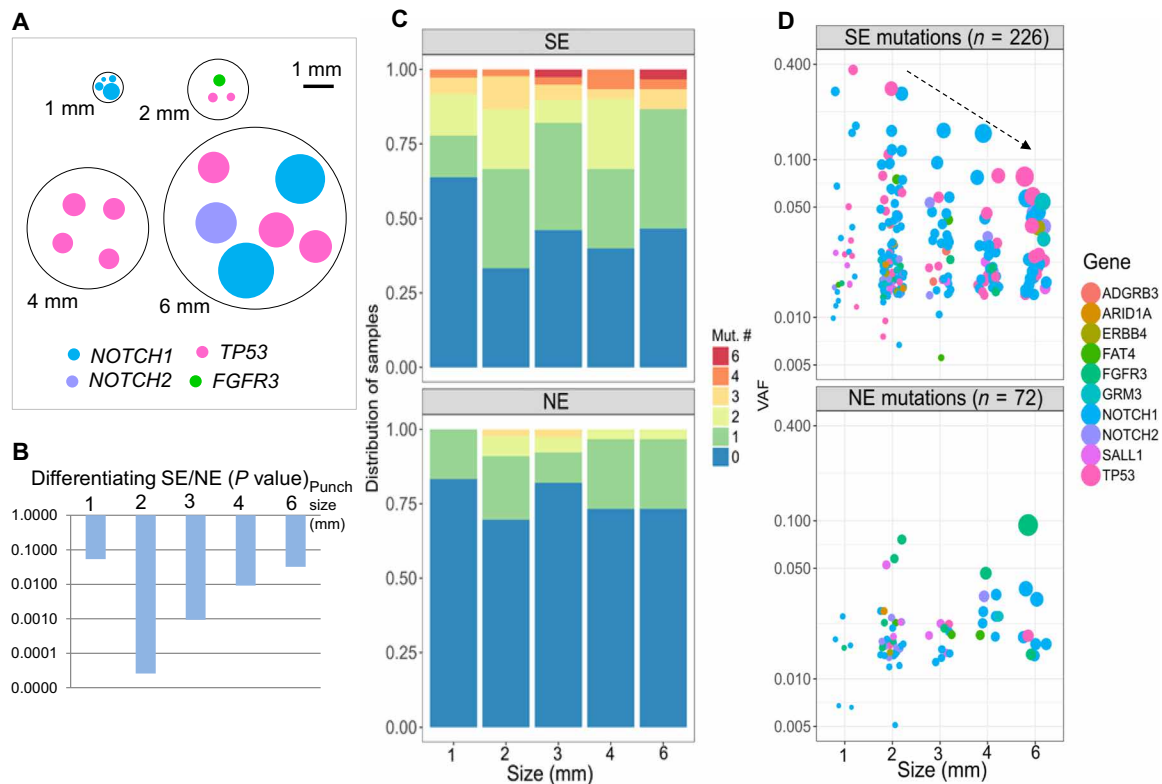 A
1 mm
1 mm
2 mm
4 mm
6 mm
NOTCH1
TP53
NOTCH2
FGFR3
B
Differentiating SE/NE (P value)
Punch size (mm)
1 2 3 4 6
1.0000
0.1000
0.0100
0.0010
0.0001
0.0000
C
SE
1.00
0.75
0.50
0.25
0.00
NE
1.00
0.75
0.50
0.25
0.00
Distribution of samples
1 2 3 4 6
Size (mm)
Mut. #
6
4
3
2
1
0
D
SE mutations (n = 226)
0.400
0.100
0.050
0.010
0.005
NE mutations (n = 72)
0.400
0.100
0.050
0.010
0.005
VAF
1 2 3 4 6
Size (mm)
Gene
ADGRB3
ARID1A
ERBB4
FAT4
FGFR3
GRM3
NOTCH1
NOTCH2
SALL1
TP53